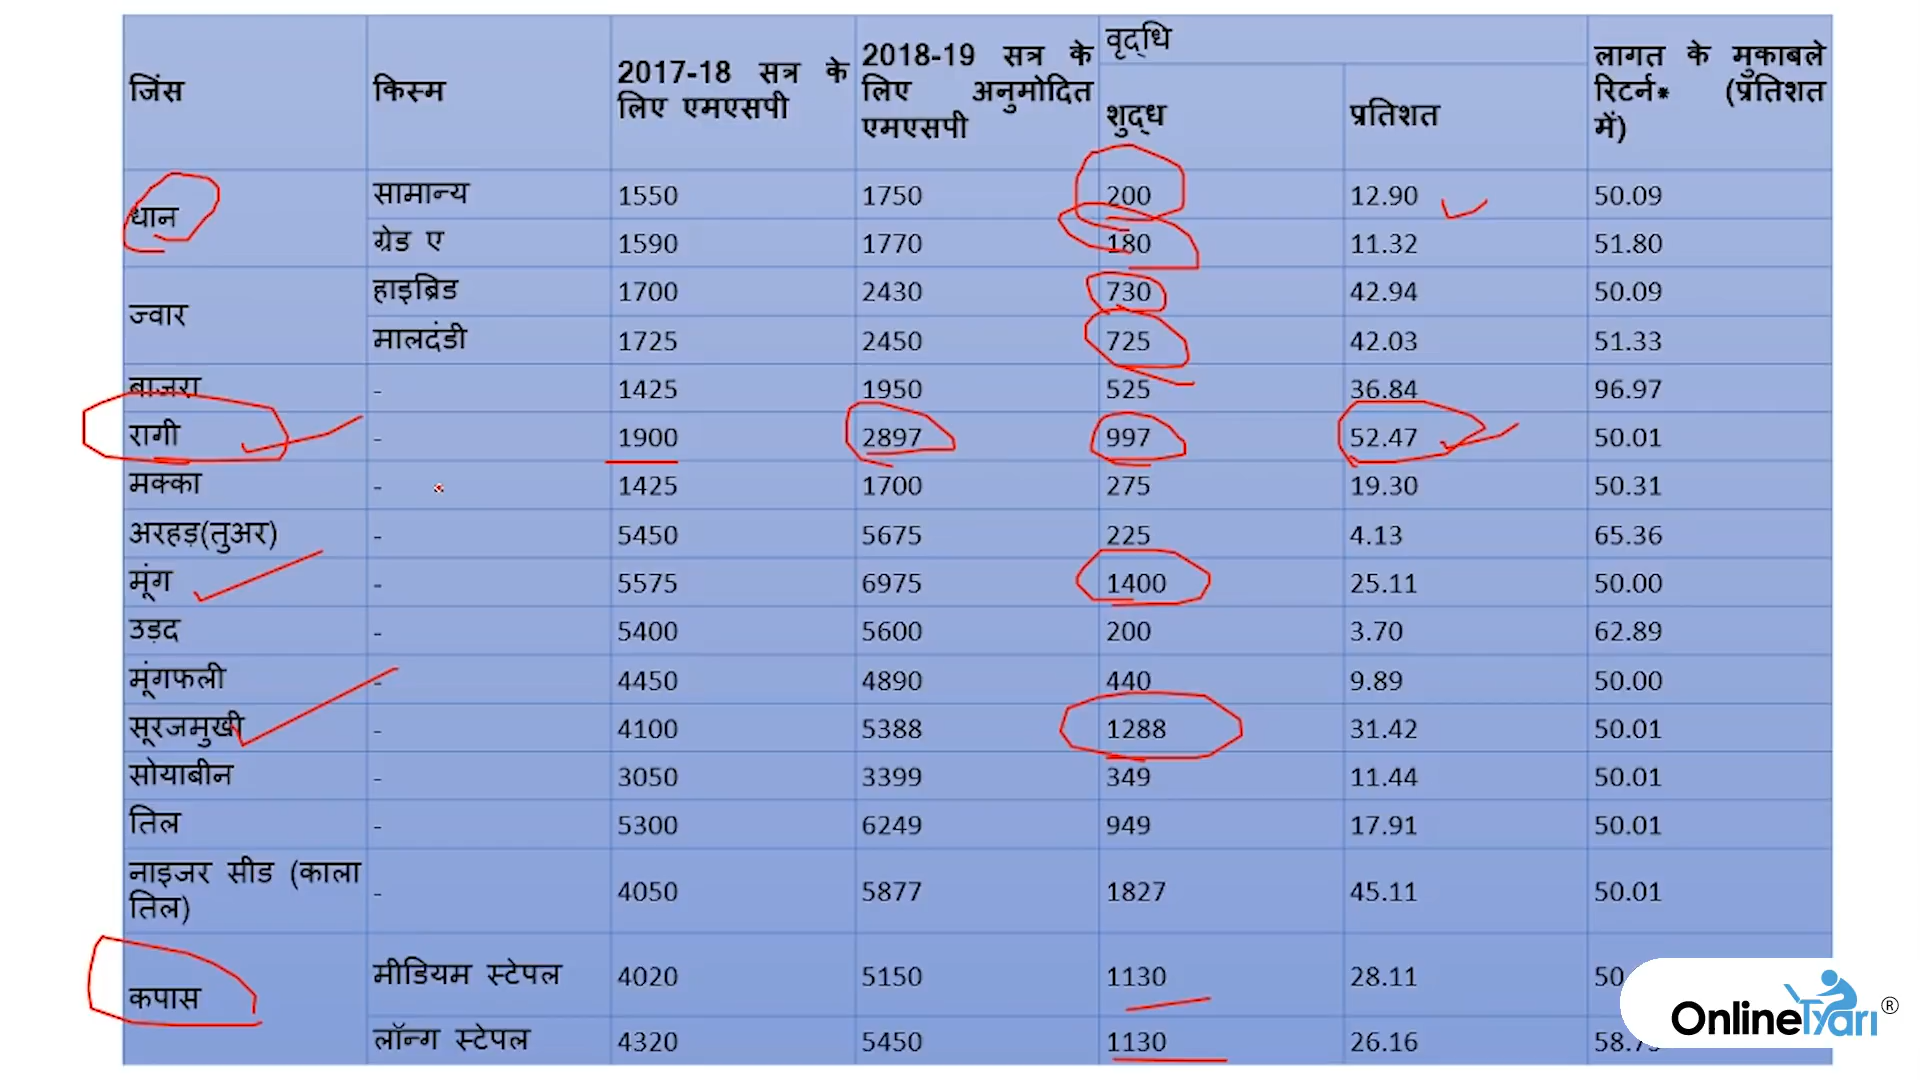 जिंस किस्म 2017-18 सत्र के लिए एमएसपी 2018-19 सत्र के लिए अनुमोदित एमएसपी वृद्धि शुद्ध प्रतिशत लागत के मुकाबले रिटर्न* (प्रतिशत में)
धान सामान्य 1550 1750 200 12.90 50.09
ग्रेड ए 1590 1770 180 11.32 51.80
ज्वार हाइब्रिड 1700 2430 730 42.94 50.09
मालदंडी 1725 2450 725 42.03 51.33
बाजरा - 1425 1950 525 36.84 96.97
रागी - 1900 2897 997 52.47 50.01
मक्का - 1425 1700 275 19.30 50.31
अरहड़(तुअर) - 5450 5675 225 4.13 65.36
मूंग - 5575 6975 1400 25.11 50.00
उड़द - 5400 5600 200 3.70 62.89
मूंगफली - 4450 4890 440 9.89 50.00
सूरजमुखी - 4100 5388 1288 31.42 50.01
सोयाबीन - 3050 3399 349 11.44 50.01
तिल - 5300 6249 949 17.91 50.01
नाइजर सीड (काला तिल) - 4050 5877 1827 45.11 50.01
कपास मीडियम स्टेपल 4020 5150 1130 28.11
लॉन्ग स्टेपल 4320 5450 1130 26.16
OnlineTyari®